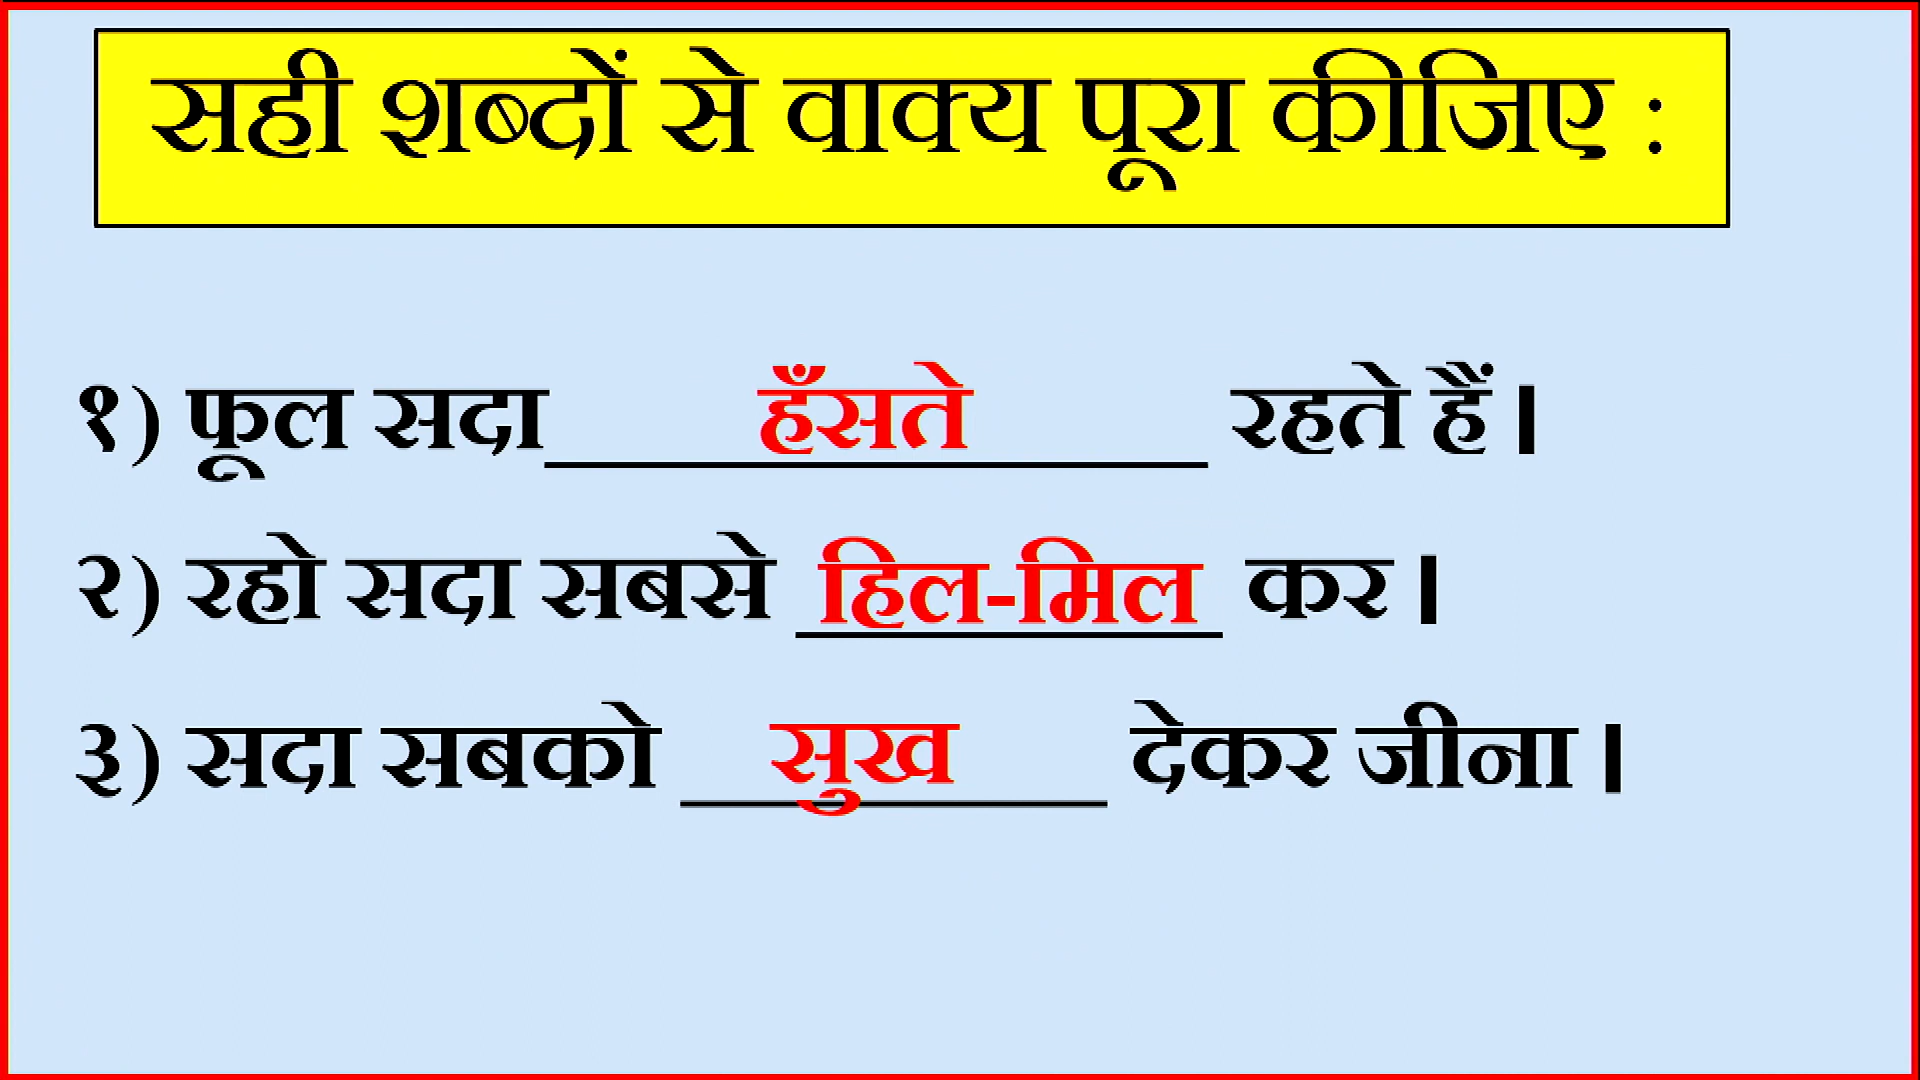 सही शब्दों से वाक्य पूरा कीजिए :
१) फूल सदा हँसते रहते हैं।
२) रहो सदा सबसे हिल-मिल कर।
३) सदा सबको सुख देकर जीना।